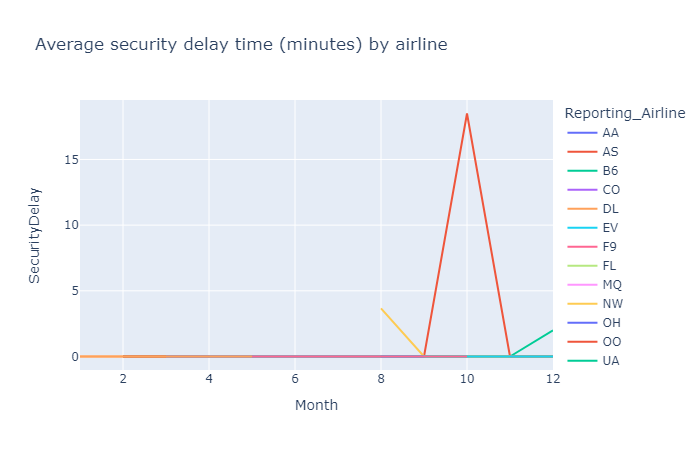 Average security delay time (minutes) by airline
Reporting_Airline
AA
AS
B6
CO
DL
EV
F9
FL
MQ
NW
OH
OO
UA
SecurityDelay
15
10
5
0
2
4
6
8
10
12
Month